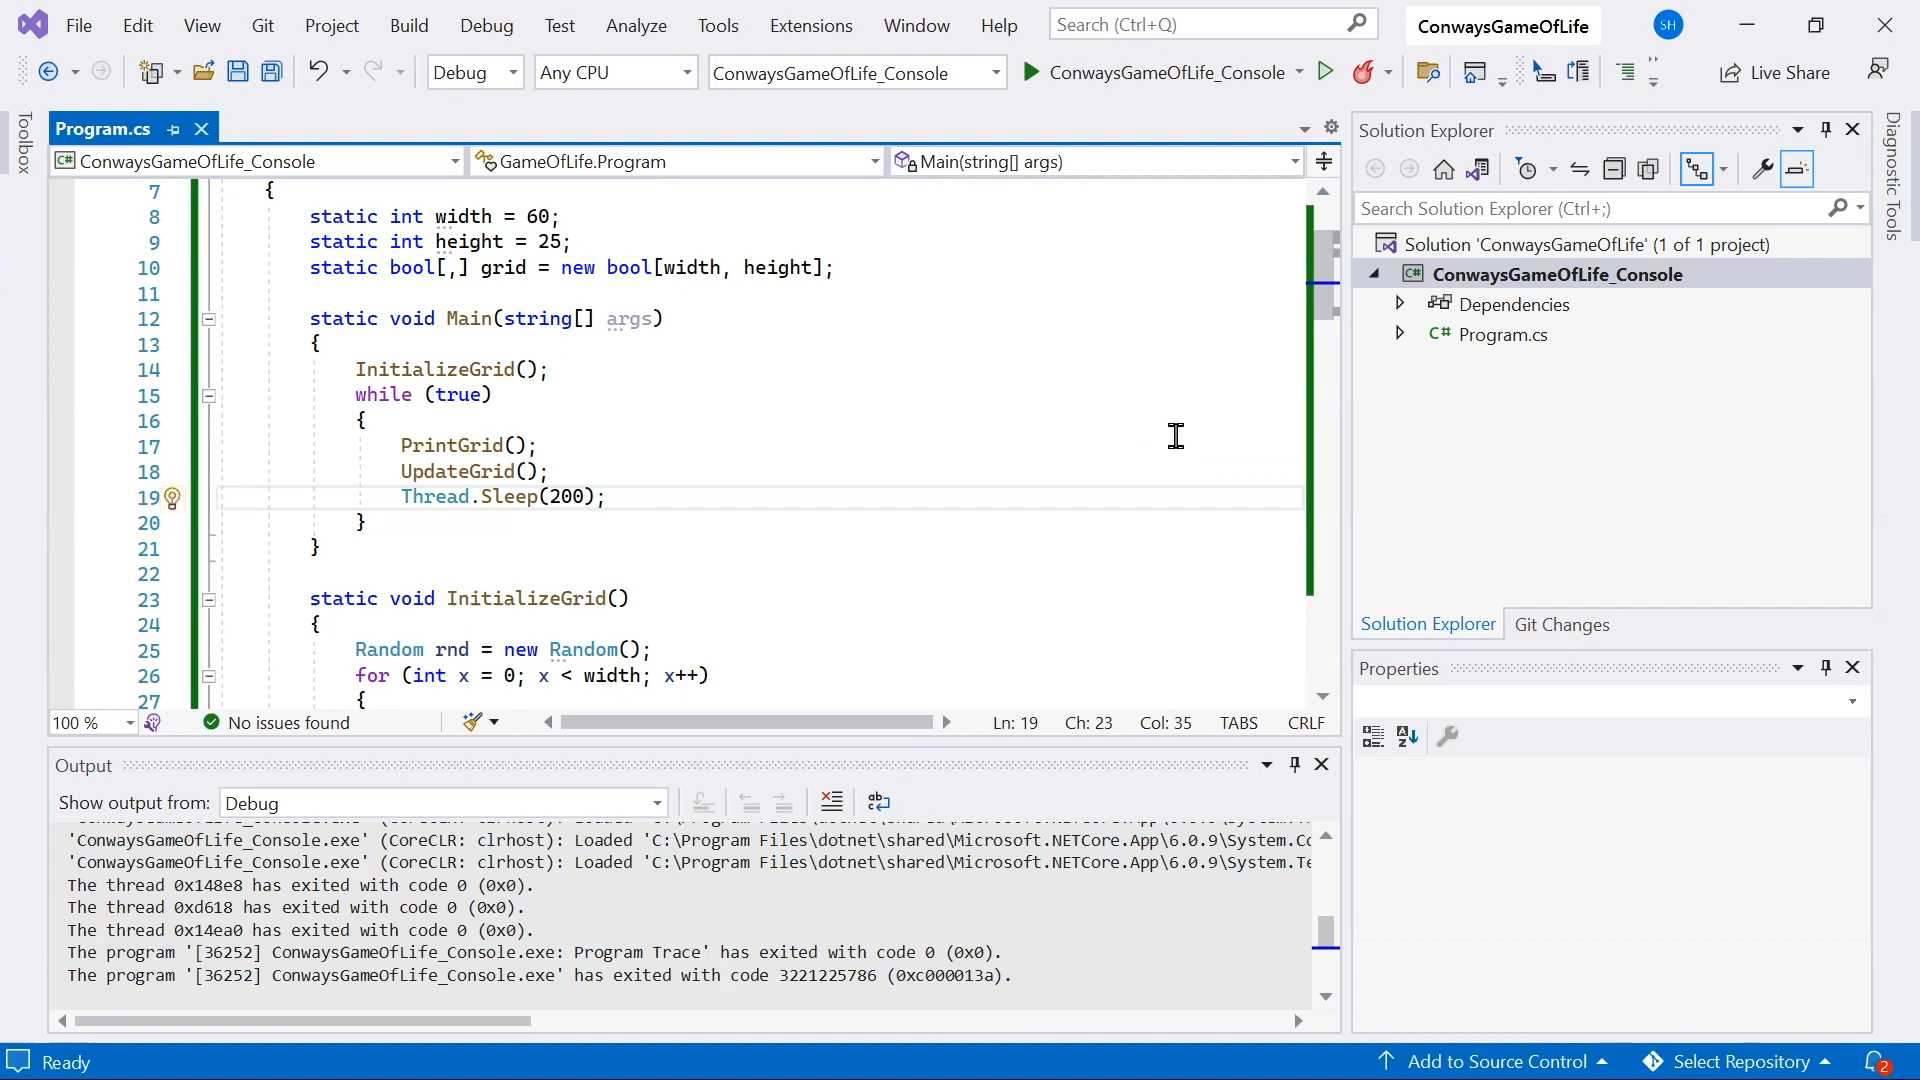 File Edit View Git Project Build Debug Test Analyze Tools Extensions Window Help Search (Ctrl+Q) ConwaysGameOfLife SH
Debug Any CPU ConwaysGameOfLife_Console ConwaysGameOfLife_Console Live Share
Toolbox
Program.cs
ConwaysGameOfLife_Console GameOfLife.Program Main(string[] args)
7 {
8 static int width = 60;
9 static int height = 25;
10 static bool[,] grid = new bool[width, height];
11
12 static void Main(string[] args)
13 {
14 InitializeGrid();
15 while (true)
16 {
17 PrintGrid();
18 UpdateGrid();
19 Thread.Sleep(200);
20 }
21 }
22
23 static void InitializeGrid()
24 {
25 Random rnd = new Random();
26 for (int x = 0; x < width; x++)
27 {
100 % No issues found Ln: 19 Ch: 23 Col: 35 TABS CRLF
Output
Show output from: Debug
'ConwaysGameOfLife_Console.exe' (CoreCLR: clrhost): Loaded 'C:\Program Files\dotnet\shared\Microsoft.NETCore.App\6.0.9\System.Co
'ConwaysGameOfLife_Console.exe' (CoreCLR: clrhost): Loaded 'C:\Program Files\dotnet\shared\Microsoft.NETCore.App\6.0.9\System.Te
The thread 0x148e8 has exited with code 0 (0x0).
The thread 0xd618 has exited with code 0 (0x0).
The thread 0x14ea0 has exited with code 0 (0x0).
The program '[36252] ConwaysGameOfLife_Console.exe: Program Trace' has exited with code 0 (0x0).
The program '[36252] ConwaysGameOfLife_Console.exe' has exited with code 3221225786 (0xc000013a).
Solution Explorer
Search Solution Explorer (Ctrl+;)
Solution 'ConwaysGameOfLife' (1 of 1 project)
C# ConwaysGameOfLife_Console
Dependencies
C# Program.cs
Solution Explorer Git Changes
Properties
Diagnostic Tools
Ready Add to Source Control Select Repository 2